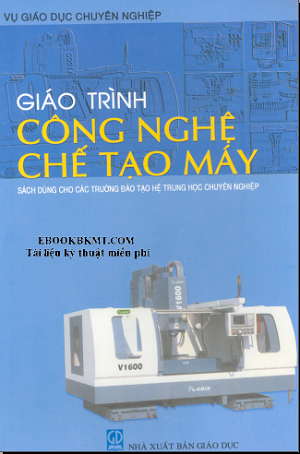 VỤ GIÁO DỤC CHUYÊN NGHIỆP
GIÁO TRÌNH
CÔNG NGHỆ
CHẾ TẠO MÁY
SÁCH DÙNG CHO CÁC TRƯỜNG ĐÀO TẠO HỆ TRUNG HỌC CHUYÊN NGHIỆP
EBOOKBKMT.COM
Tài liệu kỹ thuật miễn phí
V1600
V1600
GD
NHÀ XUẤT BẢN GIÁO DỤC